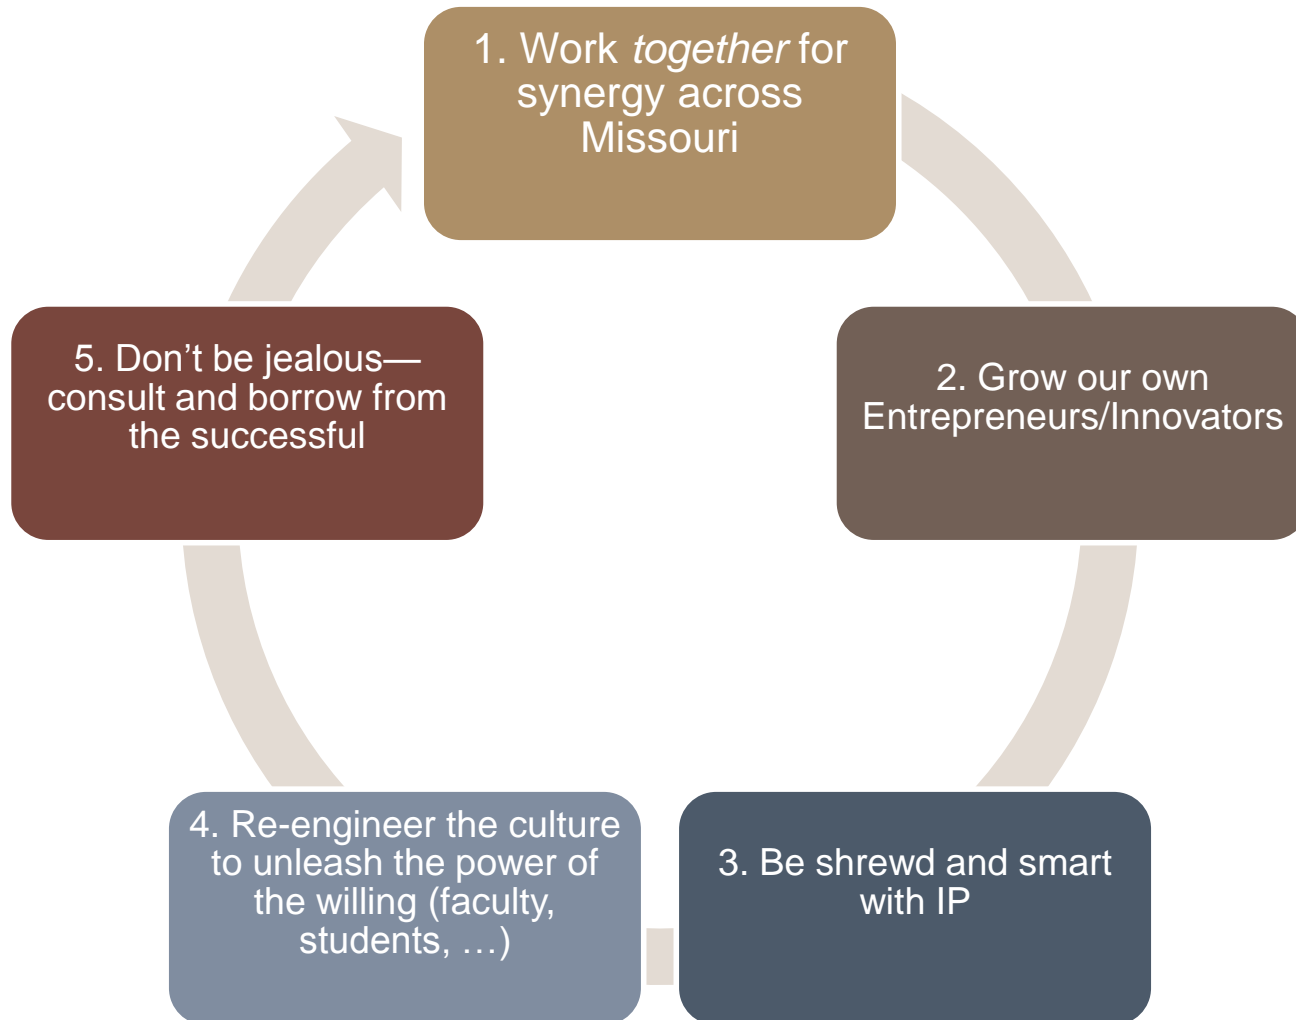 1. Work together for
synergy across
Missouri
2. Grow our own
Entrepreneurs/Innovators
3. Be shrewd and smart
with IP
4. Re-engineer the culture
to unleash the power of
the willing (faculty,
students, …)
5. Don’t be jealous—
consult and borrow from
the successful